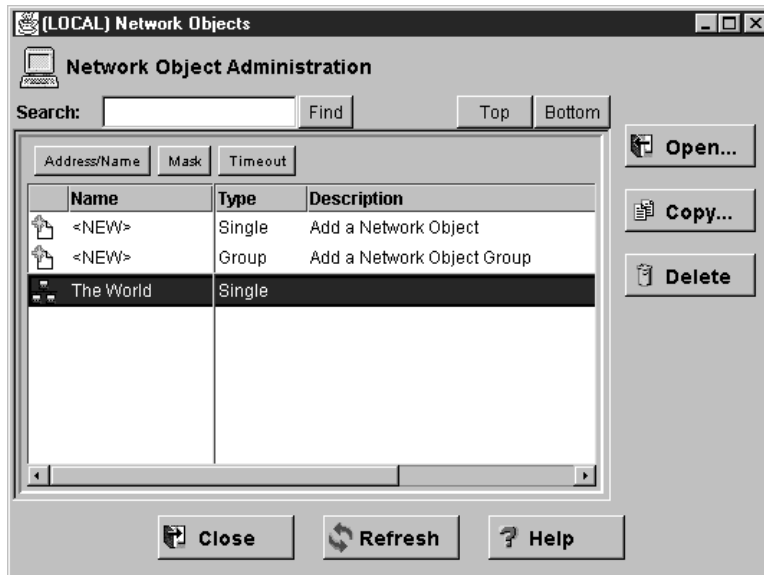 (LOCAL) Network Objects
Network Object Administration
Search: Find Top Bottom
Address/Name Mask Timeout
Name Type Description
<NEW> Single Add a Network Object
<NEW> Group Add a Network Object Group
The World Single
Open...
Copy...
Delete
Close Refresh Help